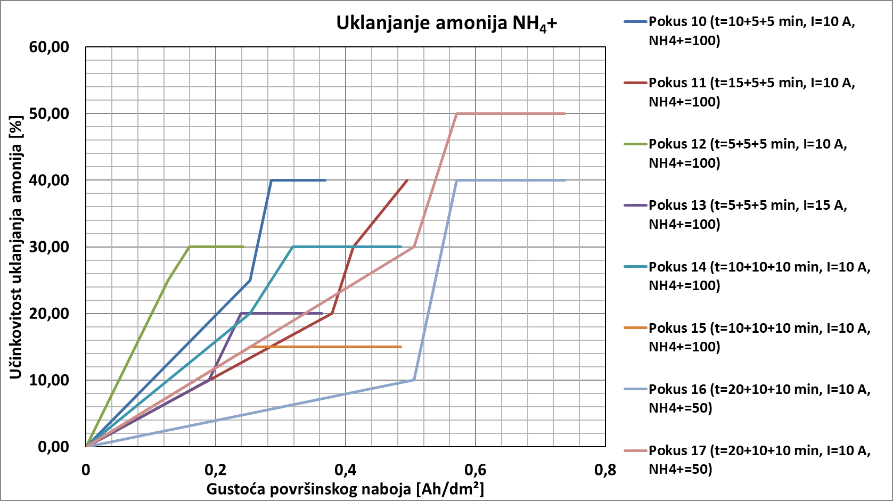 Uklanjanje amonija NH₄+
Učinkovitost uklanjanja amonija [%]
60,00
50,00
40,00
30,00
20,00
10,00
0,00
0
0,2
0,4
0,6
0,8
Gustoća površinskog naboja [Ah/dm²]
Pokus 10 (t=10+5+5 min, I=10 A,
NH4+=100)
Pokus 11 (t=15+5+5 min, I=10 A,
NH4+=100)
Pokus 12 (t=5+5+5 min, I=10 A,
NH4+=100)
Pokus 13 (t=5+5+5 min, I=15 A,
NH4+=100)
Pokus 14 (t=10+10+10 min, I=10 A,
NH4+=100)
Pokus 15 (t=10+10+10 min, I=10 A,
NH4+=100)
Pokus 16 (t=20+10+10 min, I=10 A,
NH4+=50)
Pokus 17 (t=20+10+10 min, I=10 A,
NH4+=50)